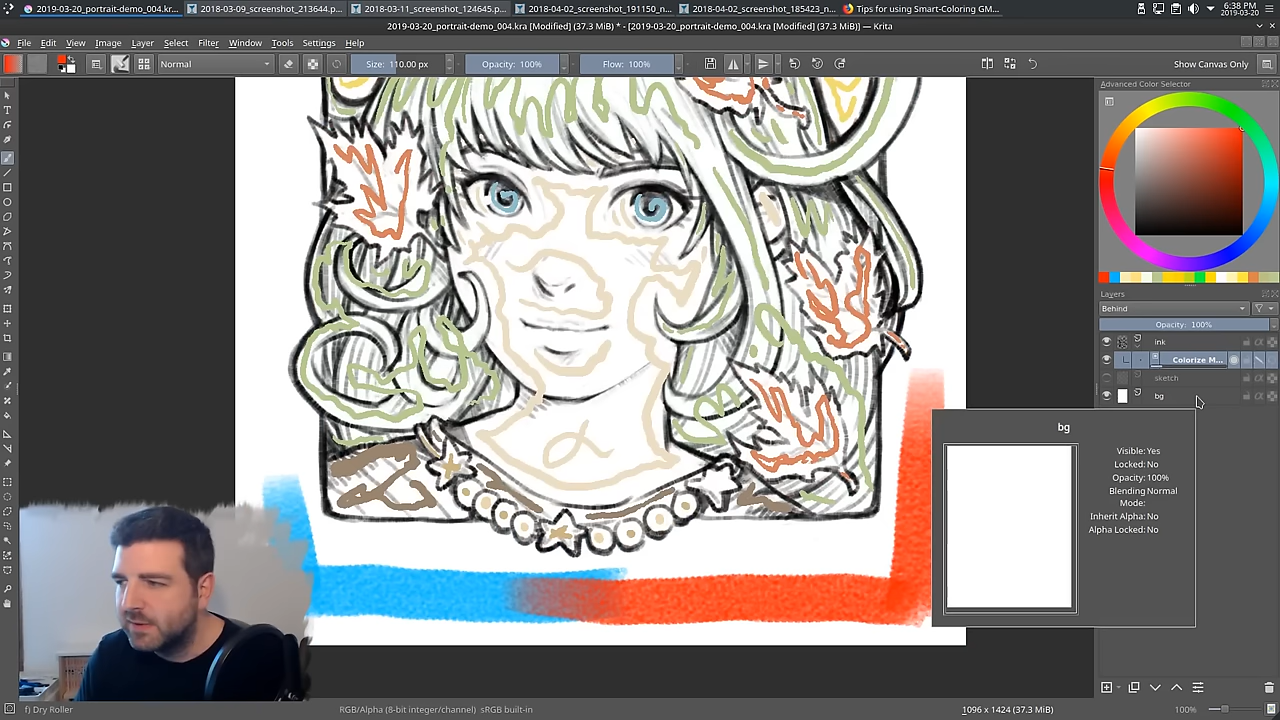 2019-03-20_portrait-demo_004.kr...
2018-03-09_screenshot_213644.p...
2018-03-11_screenshot_124645.p...
2018-04-02_screenshot_191150_n...
2018-04-02_screenshot_185423_n...
Tips for using Smart-Coloring GM...
6:38 PM
2019-03-20
2019-03-20_portrait-demo_004.kra [Modified] (37.3 MiB) * - [2019-03-20_portrait-demo_004.kra [Modified] (37.3 MiB)] — Krita
File Edit View Image Layer Select Filter Window Tools Settings Help
Normal Size: 110.00 px Opacity: 100% Flow: 100% Show Canvas Only
Advanced Color Selector
Layers
Behind
Opacity: 100%
ink
Colorize M...
sketch
bg
bg
Visible: Yes
Locked: No
Opacity: 100%
Blending Normal
Mode:
Inherit Alpha: No
Alpha Locked: No
f) Dry Roller RGB/Alpha (8-bit integer/channel) sRGB built-in 1096 x 1424 (37.3 MiB) 100%